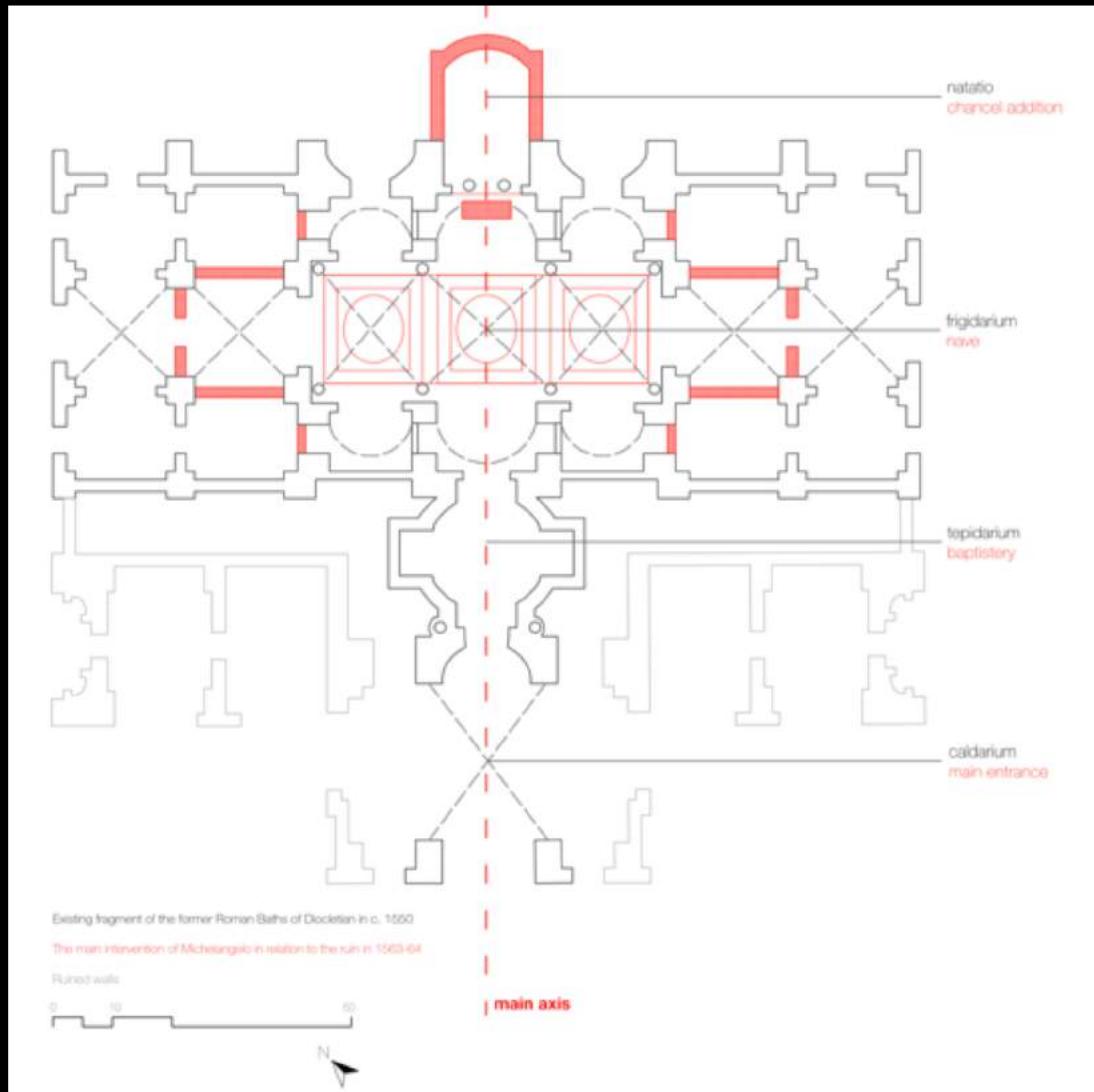 natatio
chancel addition
frigidarium
nave
tepidarium
baptistery
caldarium
main entrance
Existing fragment of the former Roman Baths of Diocletian in c. 1550
The main intervention of Michelangelo in relation to the ruin in 1563-64
Ruined walls
0 10 50
main axis
N